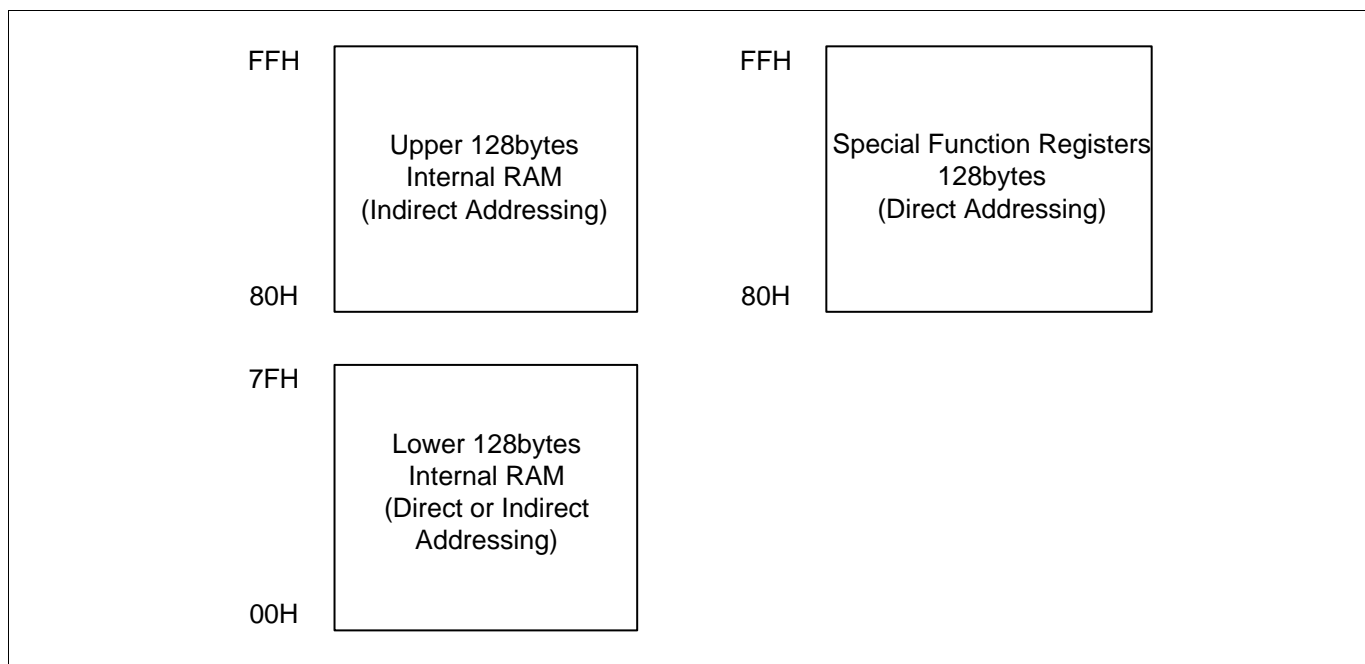 FFH
Upper 128bytes
Internal RAM
(Indirect Addressing)
80H
FFH
Special Function Registers
128bytes
(Direct Addressing)
80H
7FH
Lower 128bytes
Internal RAM
(Direct or Indirect
Addressing)
00H